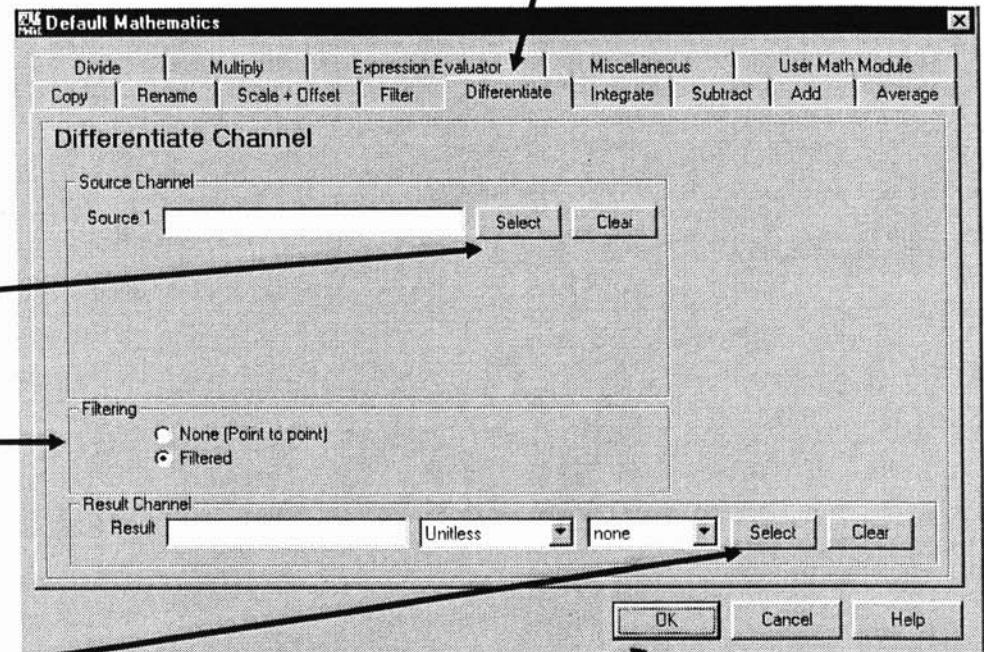 Default Mathematics
Divide Multiply Expression Evaluator Miscellaneous User Math Module
Copy Rename Scale + Offset Filter Differentiate Integrate Subtract Add Average
Differentiate Channel
Source Channel
Source 1 Select Clear
Filtering
None (Point to point)
Filtered
Result Channel
Result Unitless none Select Clear
OK Cancel Help